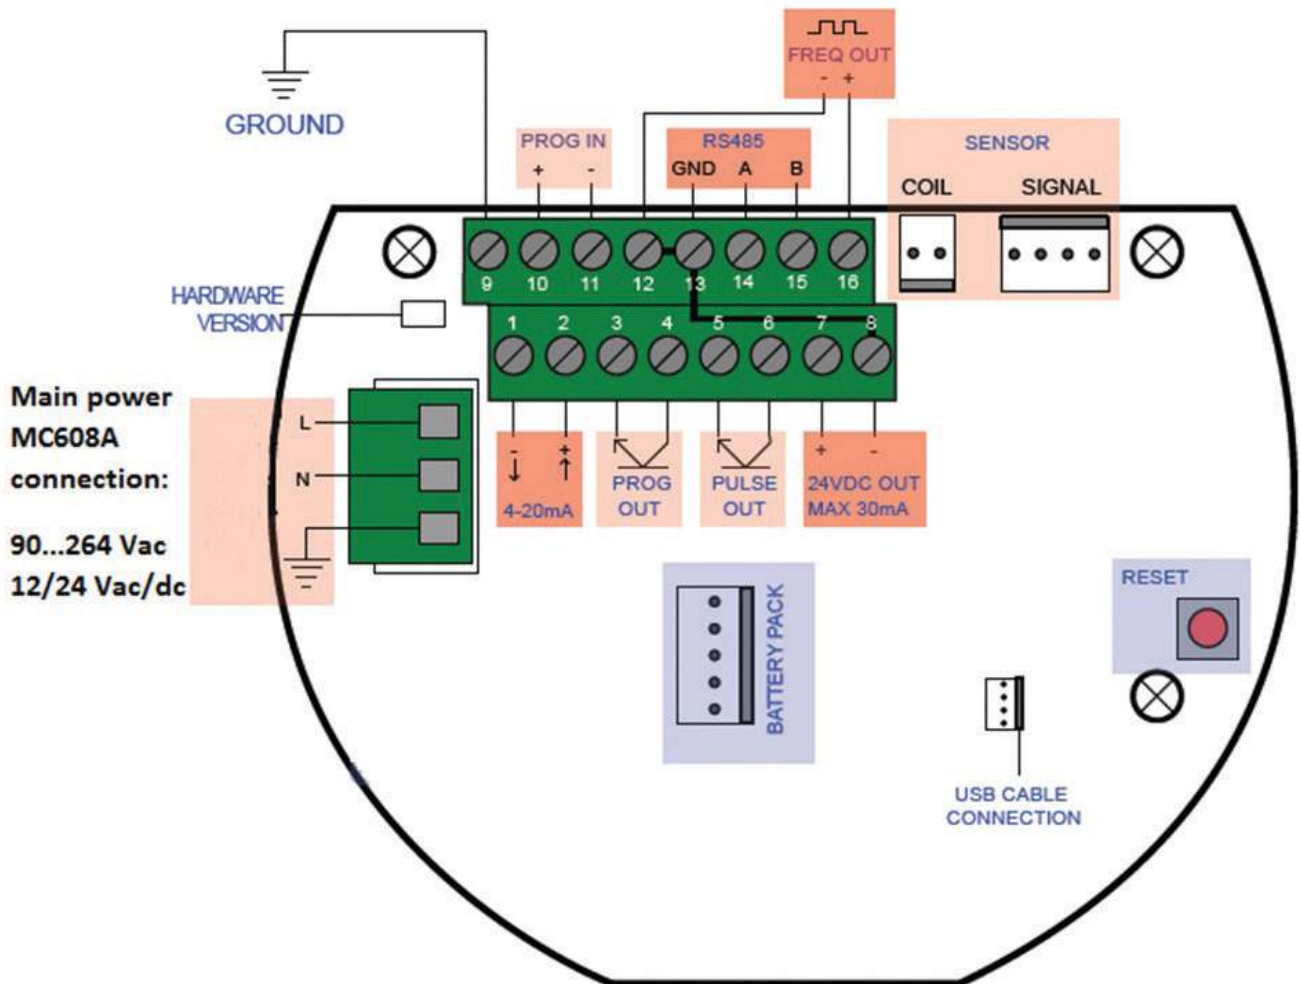 FREQ OUT
- +
GROUND
PROG IN
+ -
RS485
GND A B
SENSOR
COIL SIGNAL
9 10 11 12 13 14 15 16
HARDWARE
VERSION
1 2 3 4 5 6 7 8
Main power
MC608A
connection:
90...264 Vac
12/24 Vac/dc
L
N
- +
4-20mA
PROG
OUT
PULSE
OUT
+ -
24VDC OUT
MAX 30mA
BATTERY PACK
RESET
USB CABLE
CONNECTION